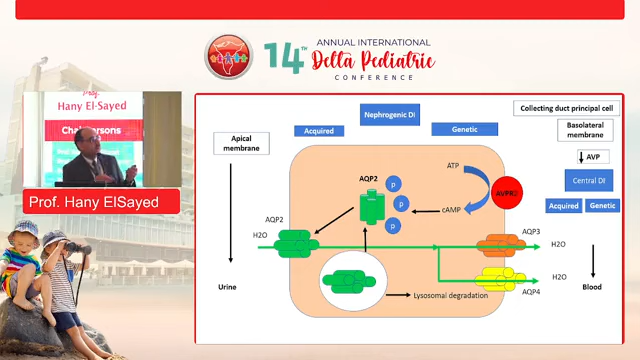 14TH
ANNUAL INTERNATIONAL
Delta Pediatric
CONFERENCE
Prof.
Hany El-Sayed
Chairpersons
Prof. Hany ElSayed
Collecting duct principal cell
Nephrogenic DI
Acquired
Genetic
Apical
membrane
Basolateral
membrane
AVP
Central DI
Acquired
Genetic
AQP2
P
P
P
ATP
AVPR2
cAMP
AQP2
H2O
AQP3
H2O
H2O
AQP4
Lysosomal degradation
Urine
Blood